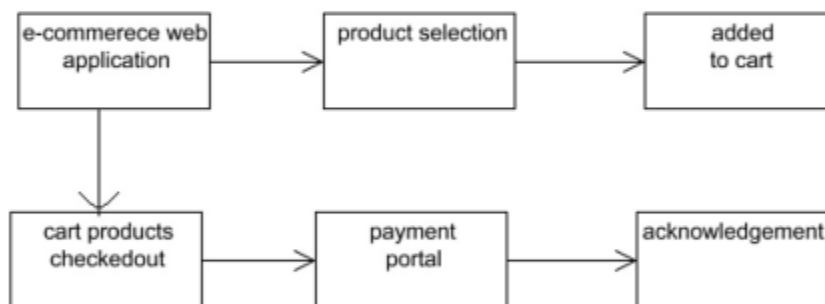 e-commerece web
application
product selection
added
to cart
cart products
checkedout
payment
portal
acknowledgement